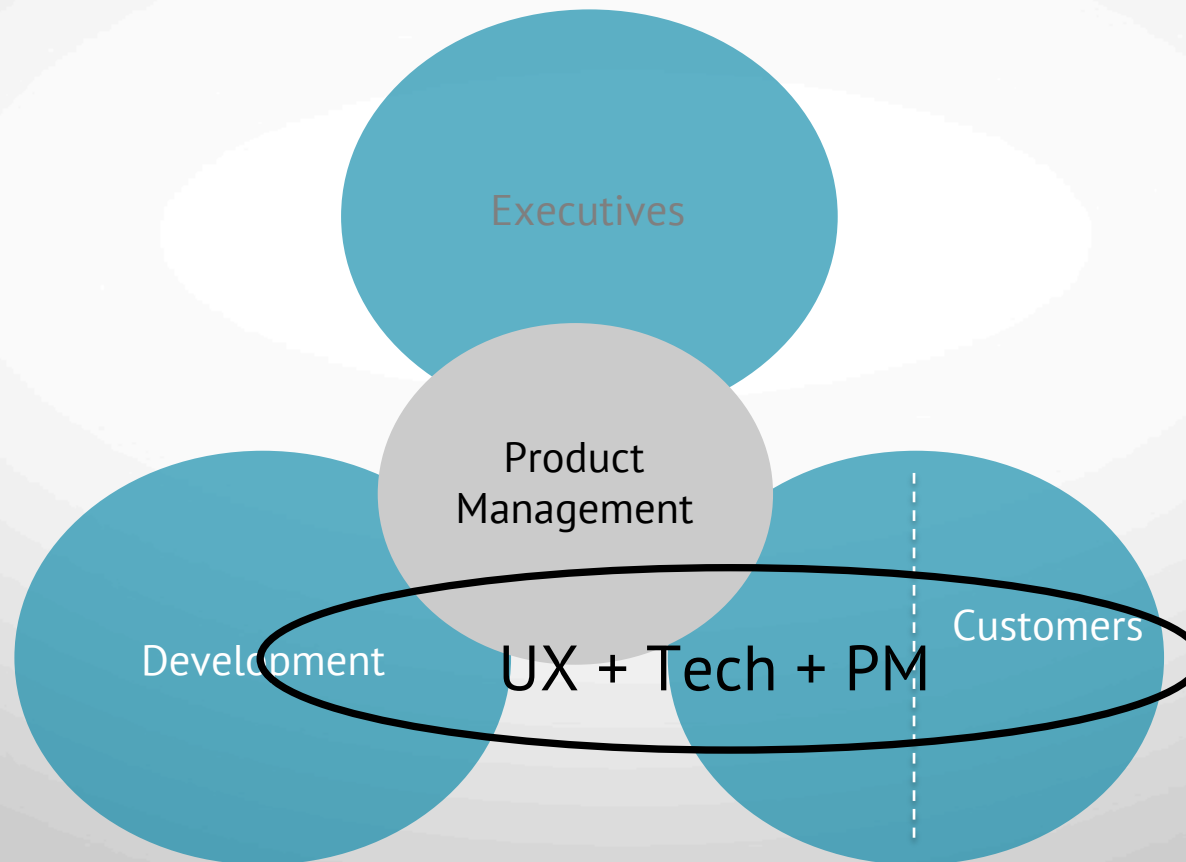 Executives
Product
Management
Customers
Development
UX + Tech + PM